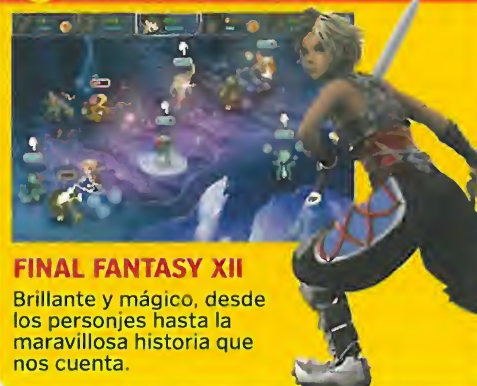 FINAL FANTASY XII
Brillante y mágico, desde
los personjes hasta la
maravillosa historia que
nos cuenta.